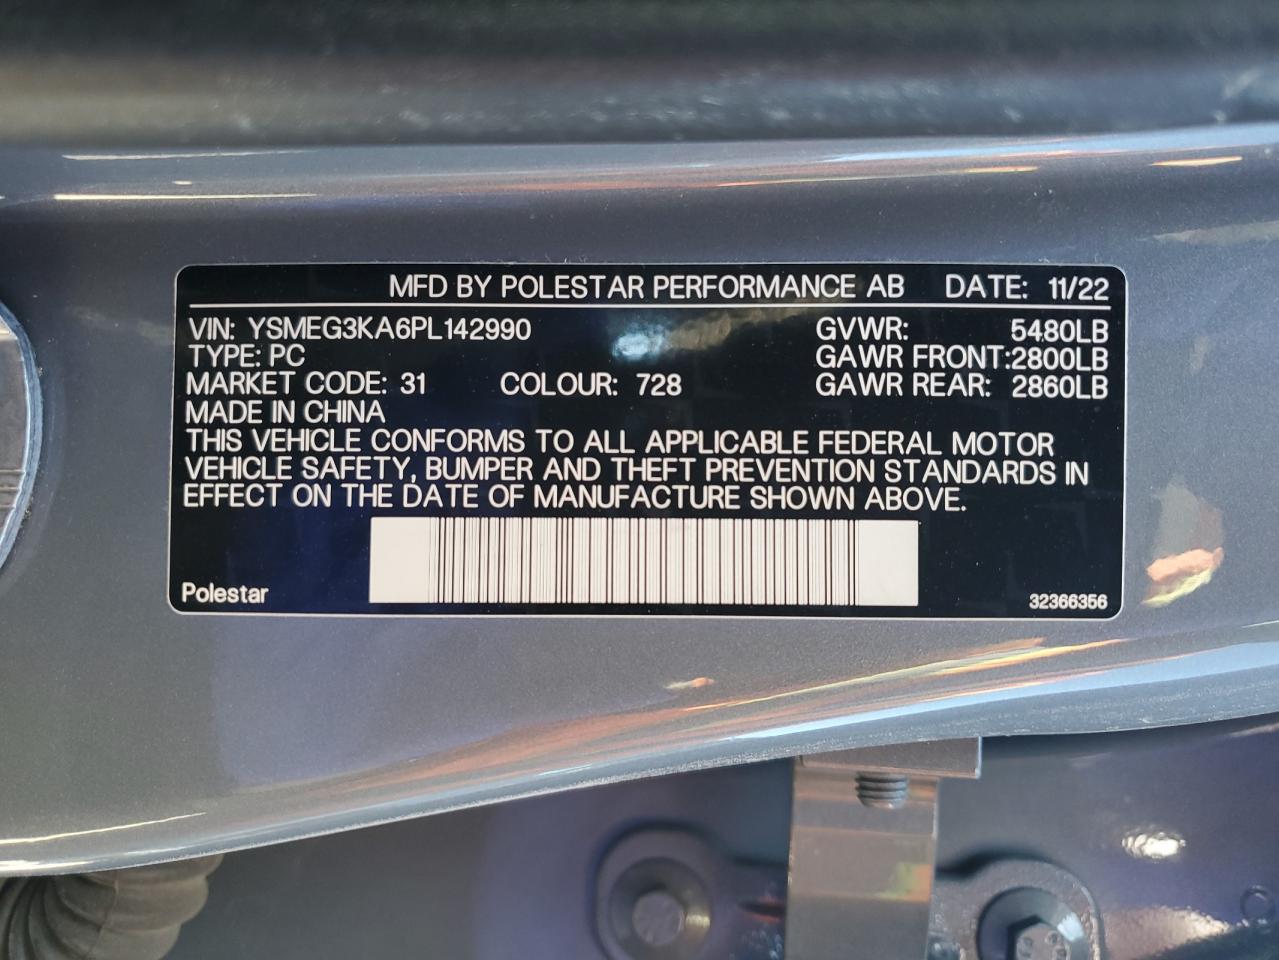 MFD BY POLESTAR PERFORMANCE AB DATE: 11/22
VIN: YSMEG3KA6PL142990 GVWR: 5480LB
TYPE: PC GAWR FRONT:2800LB
MARKET CODE: 31 COLOUR: 728 GAWR REAR: 2860LB
MADE IN CHINA
THIS VEHICLE CONFORMS TO ALL APPLICABLE FEDERAL MOTOR
VEHICLE SAFETY, BUMPER AND THEFT PREVENTION STANDARDS IN
EFFECT ON THE DATE OF MANUFACTURE SHOWN ABOVE.
Polestar 32366356